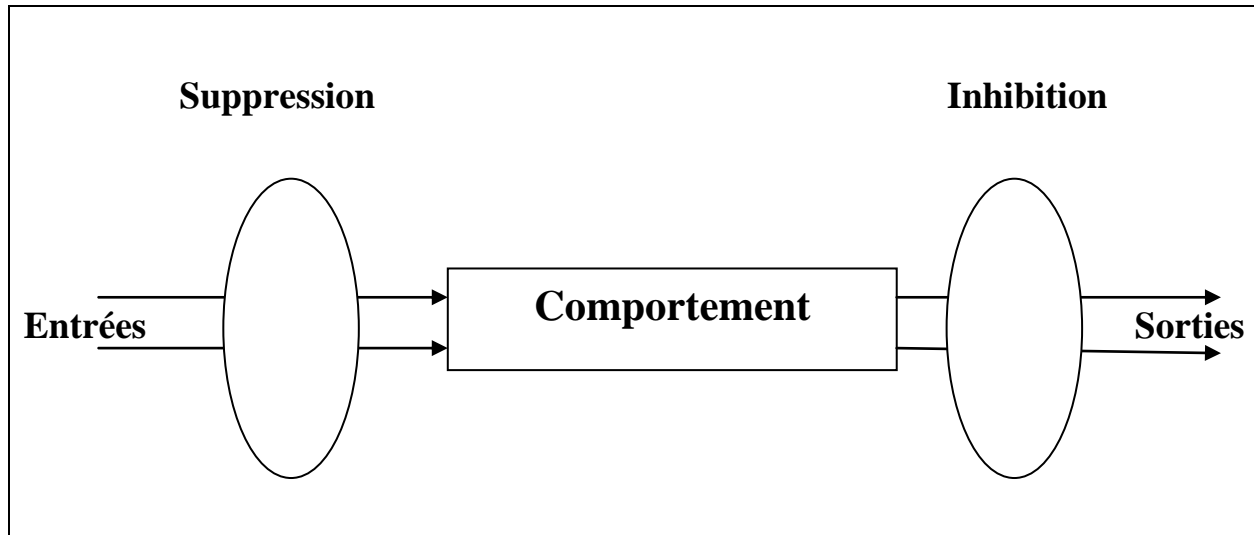 Suppression
Inhibition
Comportement
Entrées
Sorties